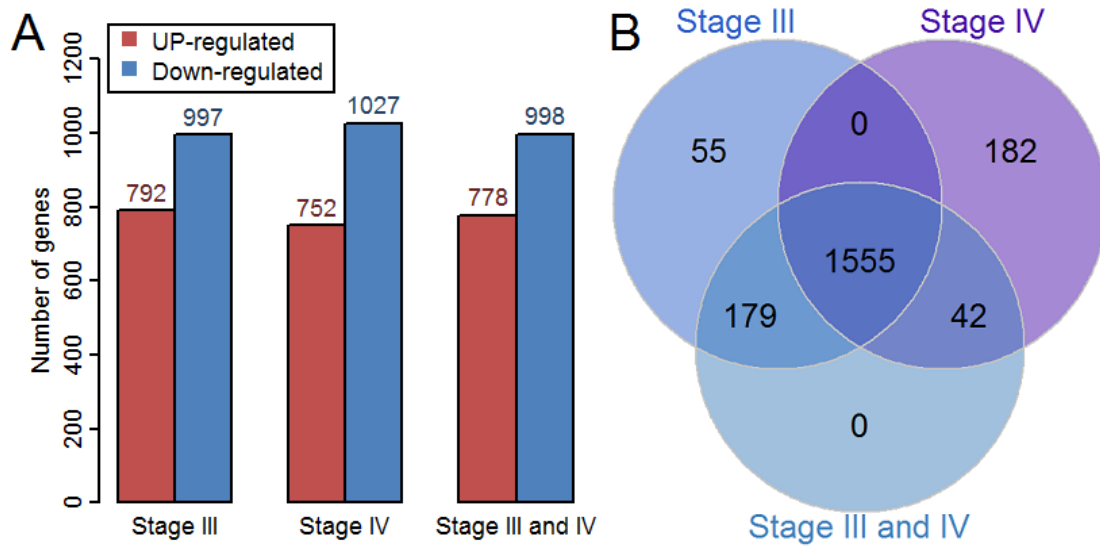 A
UP-regulated
Down-regulated
Number of genes
0
200
400
600
800
1000
1200
792
997
752
1027
778
998
Stage III
Stage IV
Stage III and IV
B
Stage III
Stage IV
55
0
182
1555
179
42
0
Stage III and IV